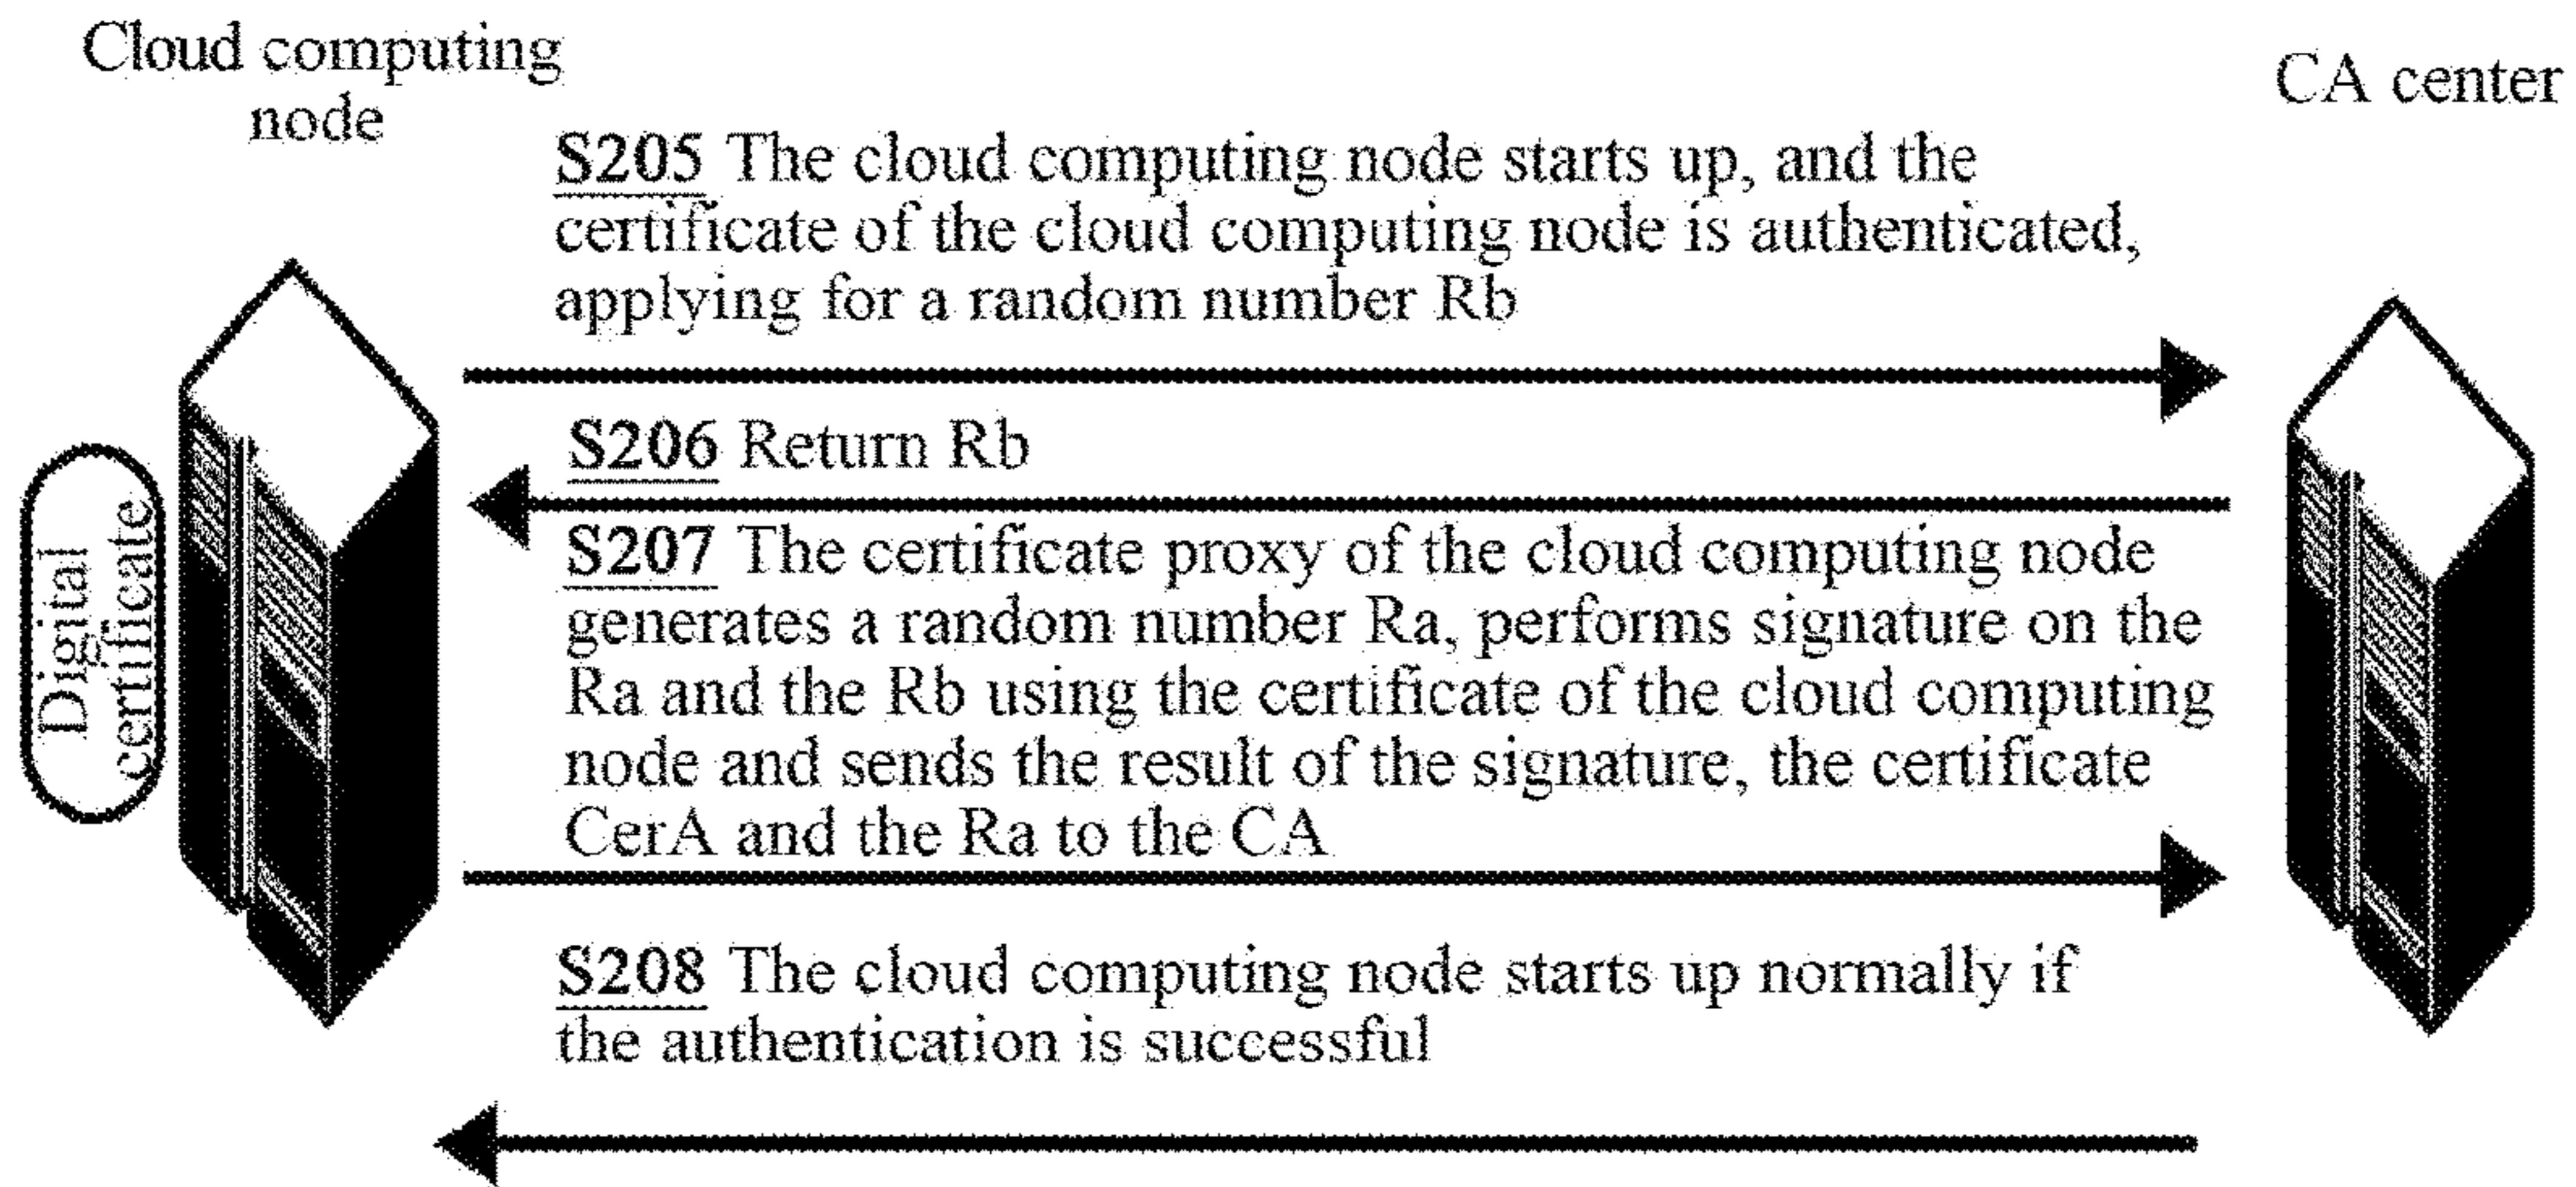 Cloud computing
node
CA center
S205 The cloud computing node starts up, and the
certificate of the cloud computing node is authenticated,
applying for a random number Rb
S206 Return Rb
S207 The certificate proxy of the cloud computing node
generates a random number Ra, performs signature on the
Ra and the Rb using the certificate of the cloud computing
node and sends the result of the signature, the certificate
CerA and the Ra to the CA
Digital
certificate
S208 The cloud computing node starts up normally if
the authentication is successful